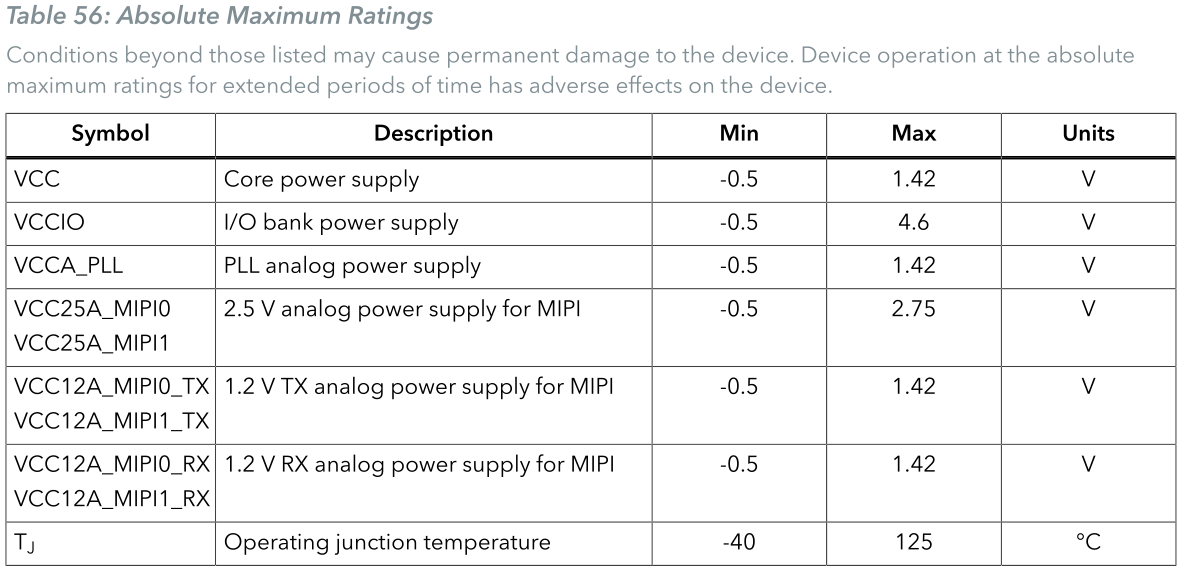 Table 56: Absolute Maximum Ratings
Conditions beyond those listed may cause permanent damage to the device. Device operation at the absolute
maximum ratings for extended periods of time has adverse effects on the device.
Symbol Description Min Max Units
VCC Core power supply -0.5 1.42 V
VCCIO I/O bank power supply -0.5 4.6 V
VCCA_PLL PLL analog power supply -0.5 1.42 V
VCC25A_MIPI0 2.5 V analog power supply for MIPI -0.5 2.75 V
VCC25A_MIPI1
VCC12A_MIPI0_TX 1.2 V TX analog power supply for MIPI -0.5 1.42 V
VCC12A_MIPI1_TX
VCC12A_MIPI0_RX 1.2 V RX analog power supply for MIPI -0.5 1.42 V
VCC12A_MIPI1_RX
TJ Operating junction temperature -40 125 °C